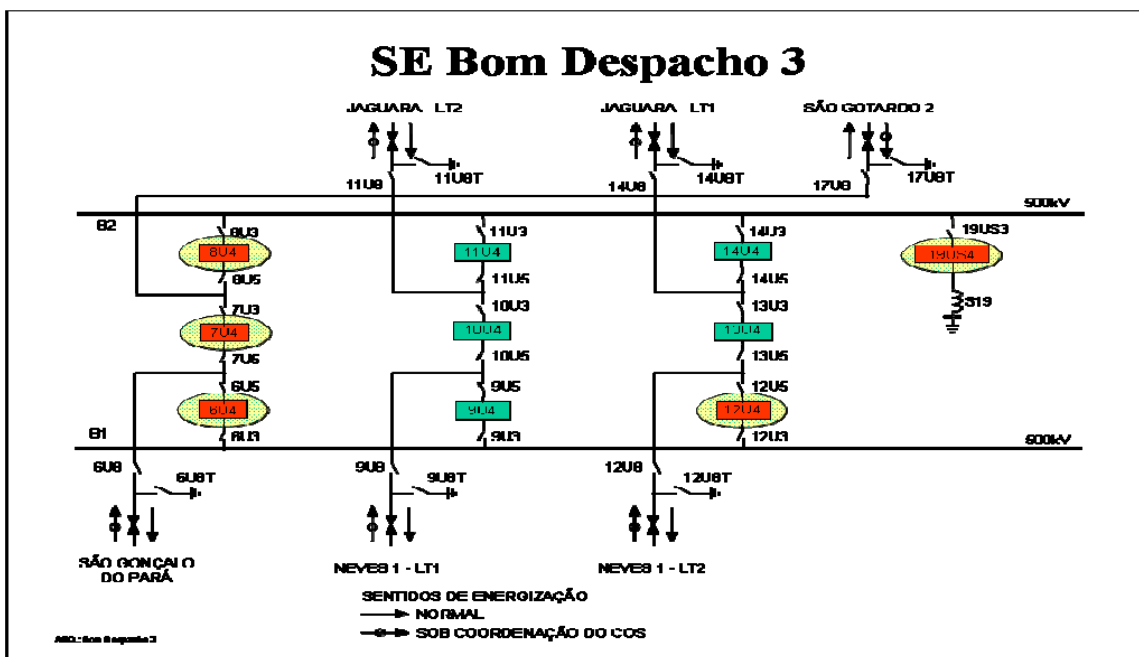 SE Bom Despacho 3
JAGUARA LT2
JAGUARA LT1
SÃO GOTARDO 2
11U8
11U8T
14U8
14U8T
17U8
17U8T
B2
500kV
8U3
8U4
8U5
11U3
11U4
11U5
14U3
14U4
14U5
19US3
19US4
S19
7U3
7U4
7U5
10U3
10U4
10U5
13U3
13U4
13U5
6U5
6U4
6U3
9U5
9U4
9U3
12U5
12U4
12U3
B1
500kV
6U8
6U8T
9U8
9U8T
12U8
12U8T
SÃO GONÇALO
DO PARÁ
NEVES 1 - LT1
NEVES 1 - LT2
SENTIDOS DE ENERGIZAÇÃO
NORMAL
SOB COORDENAÇÃO DO COS